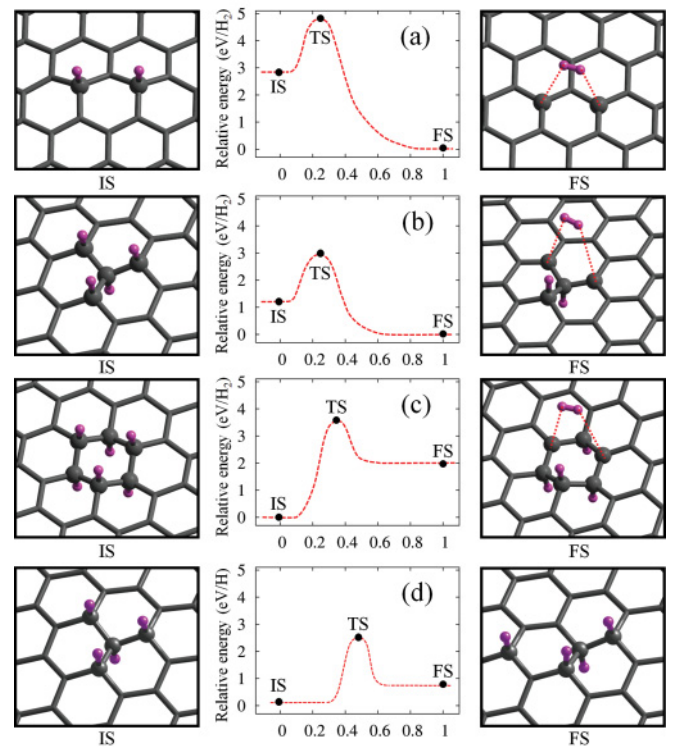 Relative energy (eV/H2)
5
4
3
2
1
0
(a)
TS
IS
FS
0 0.2 0.4 0.6 0.8 1
IS
FS
Relative energy (eV/H2)
5
4
3
2
1
0
(b)
TS
IS
FS
0 0.2 0.4 0.6 0.8 1
IS
FS
Relative energy (eV/H2)
5
4
3
2
1
0
(c)
TS
FS
IS
0 0.2 0.4 0.6 0.8 1
IS
FS
Relative energy (eV/H)
5
4
3
2
1
0
(d)
TS
IS
FS
0 0.2 0.4 0.6 0.8 1
IS
FS